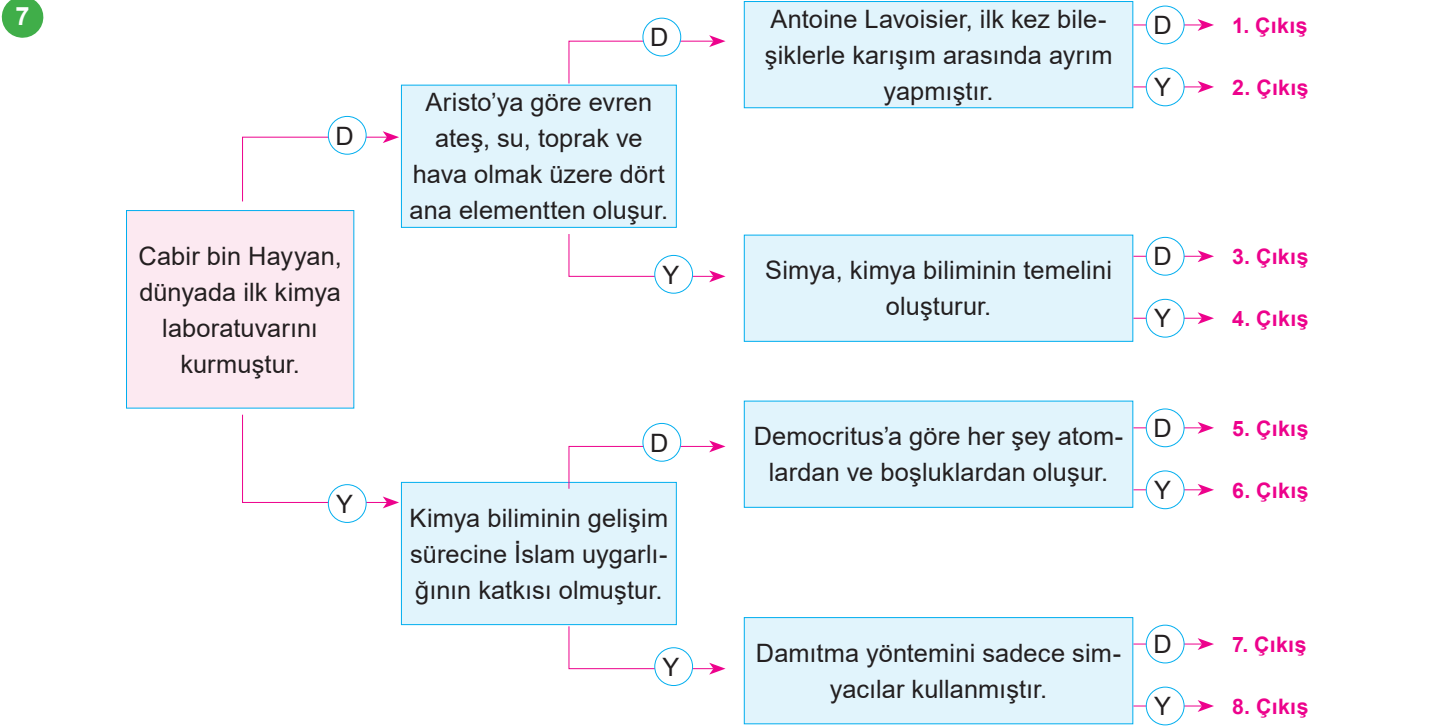 7
Cabir bin Hayyan,
dünyada ilk kimya
laboratuvarını
kurmuştur.
D
Y
Aristo’ya göre evren
ateş, su, toprak ve
hava olmak üzere dört
ana elementten oluşur.
D
Y
Kimya biliminin gelişim
sürecine İslam uygarlı-
ğının katkısı olmuştur.
D
Y
Antoine Lavoisier, ilk kez bile-
şiklerle karışım arasında ayrım
yapmıştır.
D 1. Çıkış
Y 2. Çıkış
Simya, kimya biliminin temelini
oluşturur.
D 3. Çıkış
Y 4. Çıkış
Democritus’a göre her şey atom-
lardan ve boşluklardan oluşur.
D 5. Çıkış
Y 6. Çıkış
Damıtma yöntemini sadece sim-
yacılar kullanmıştır.
D 7. Çıkış
Y 8. Çıkış